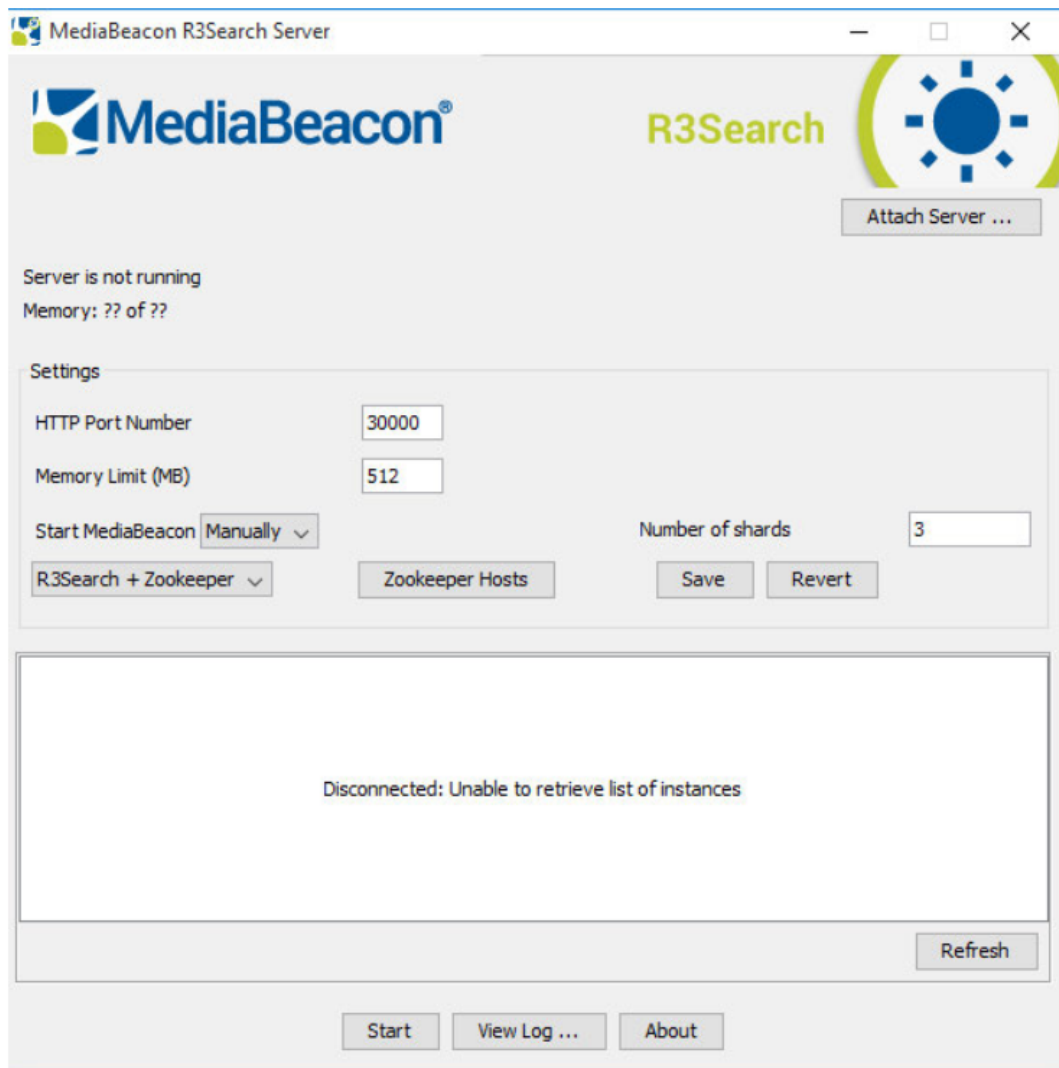 MediaBeacon R3Search Server
MediaBeacon® R3Search
Attach Server ...
Server is not running
Memory: ?? of ??
Settings
HTTP Port Number 30000
Memory Limit (MB) 512
Start MediaBeacon Manually Number of shards 3
R3Search + Zookeeper Zookeeper Hosts Save Revert
Disconnected: Unable to retrieve list of instances
Refresh
Start View Log ... About